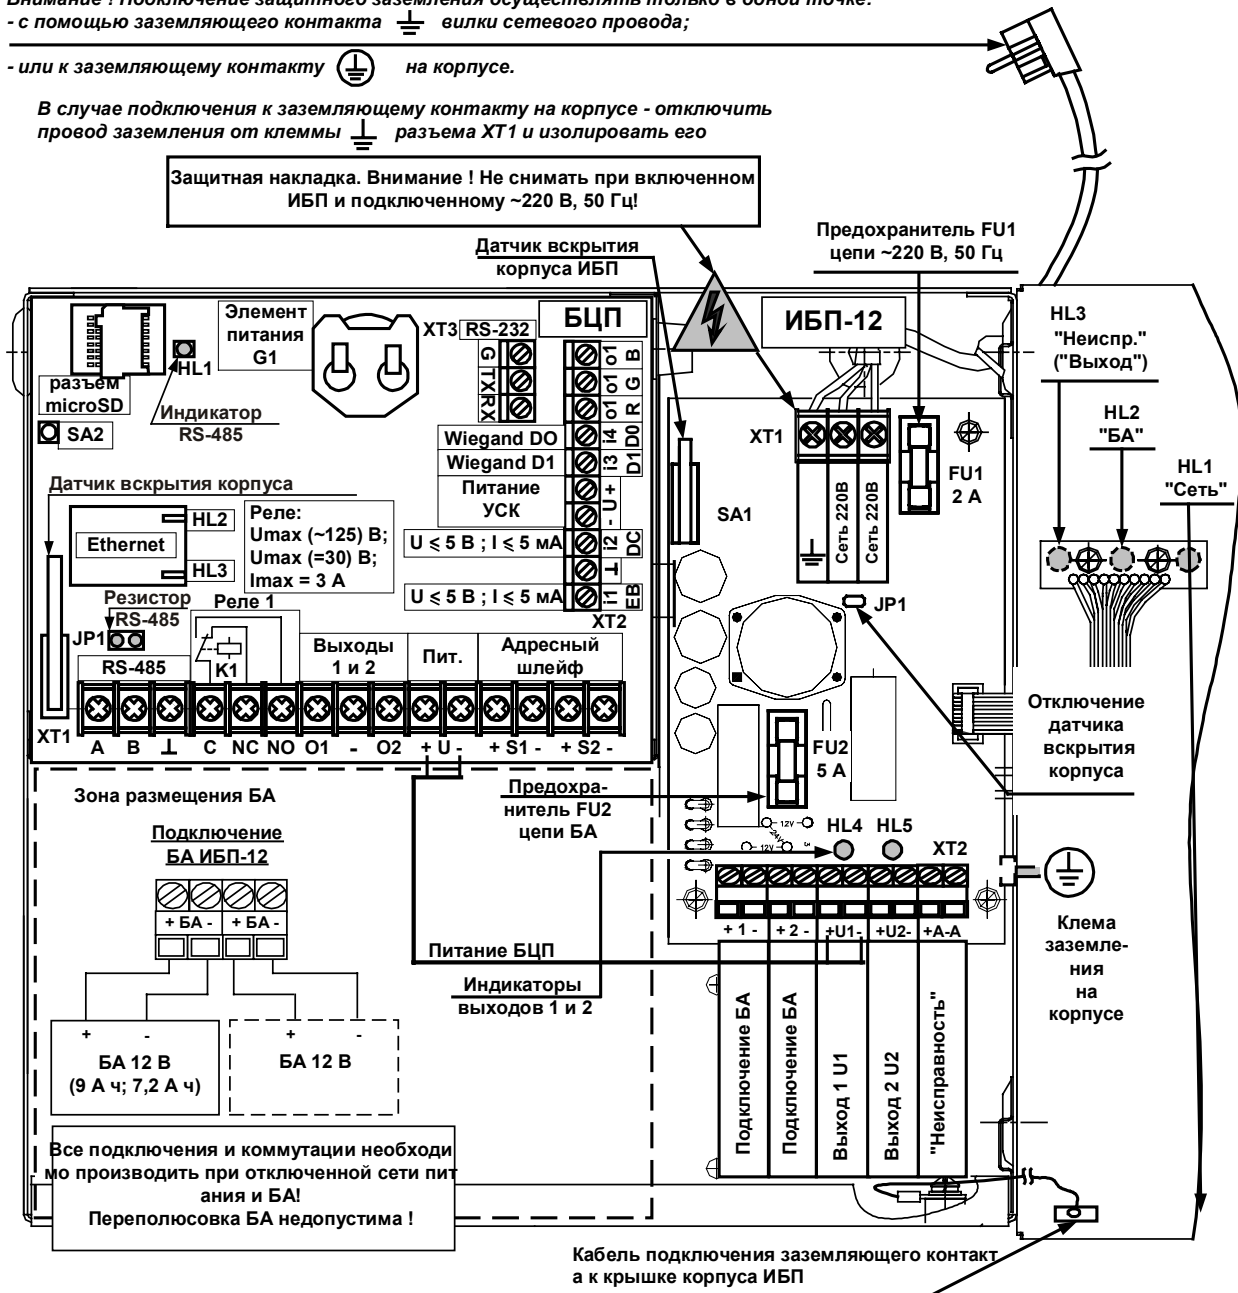 Внимание ! Подключение защитного заземления осуществлять только в одной точке:
- с помощью заземляющего контакта вилки сетевого провода;
- или к заземляющему контакту на корпусе.
В случае подключения к заземляющему контакту на корпусе - отключить
провод заземления от клеммы разъема XT1 и изолировать его
Защитная накладка. Внимание ! Не снимать при включенном
ИБП и подключенному ~220 В, 50 Гц!
Датчик вскрытия
корпуса ИБП
Предохранитель FU1
цепи ~220 В, 50 Гц
HL3
"Неиспр."
("Выход")
HL2
"БА"
HL1
"Сеть"
БЦП
ИБП-12
Элемент
питания
G1
XT3 RS-232
G
TX
RX
HL1
разъем
microSD
Индикатор
RS-485
SA2
o1 B
o1 G
o1 R
i4 D0
i3 D1
- U +
i2 DC
⊥
i1 EB
Wiegand DO
Wiegand D1
Питание
УСК
U ⩽ 5 В ; I ⩽ 5 мА
U ⩽ 5 В ; I ⩽ 5 мА
XT2
Датчик вскрытия корпуса
HL2
Ethernet
HL3
Реле:
Umax (~125) В;
Umax (=30) В;
Imax = 3 А
Резистор
RS-485
JP1
Реле 1
K1
RS-485
Выходы
1 и 2
Пит.
Адресный
шлейф
XT1
A B ⊥ C NC NO O1 - O2 + U - + S1 - + S2 -
XT1
FU1
2 А
SA1
Сеть 220В
Сеть 220В
JP1
Отключение
датчика
вскрытия
корпуса
FU2
5 А
Предохра-
нитель FU2
цепи БА
12V
24V
12V
HL4 HL5
XT2
+ 1 - + 2 - +U1- +U2- +A-A
Подключение БА
Подключение БА
Выход 1 U1
Выход 2 U2
"Неисправность"
Клема
заземле-
ния
на
корпусе
Зона размещения БА
Подключение
БА ИБП-12
+ БА - + БА -
+ -
БА 12 В
(9 А ч; 7,2 А ч)
+ -
БА 12 В
Питание БЦП
Индикаторы
выходов 1 и 2
Все подключения и коммутации необходи
мо производить при отключенной сети пит
ания и БА!
Переполюсовка БА недопустима !
Кабель подключения заземляющего контакт
а к крышке корпуса ИБП